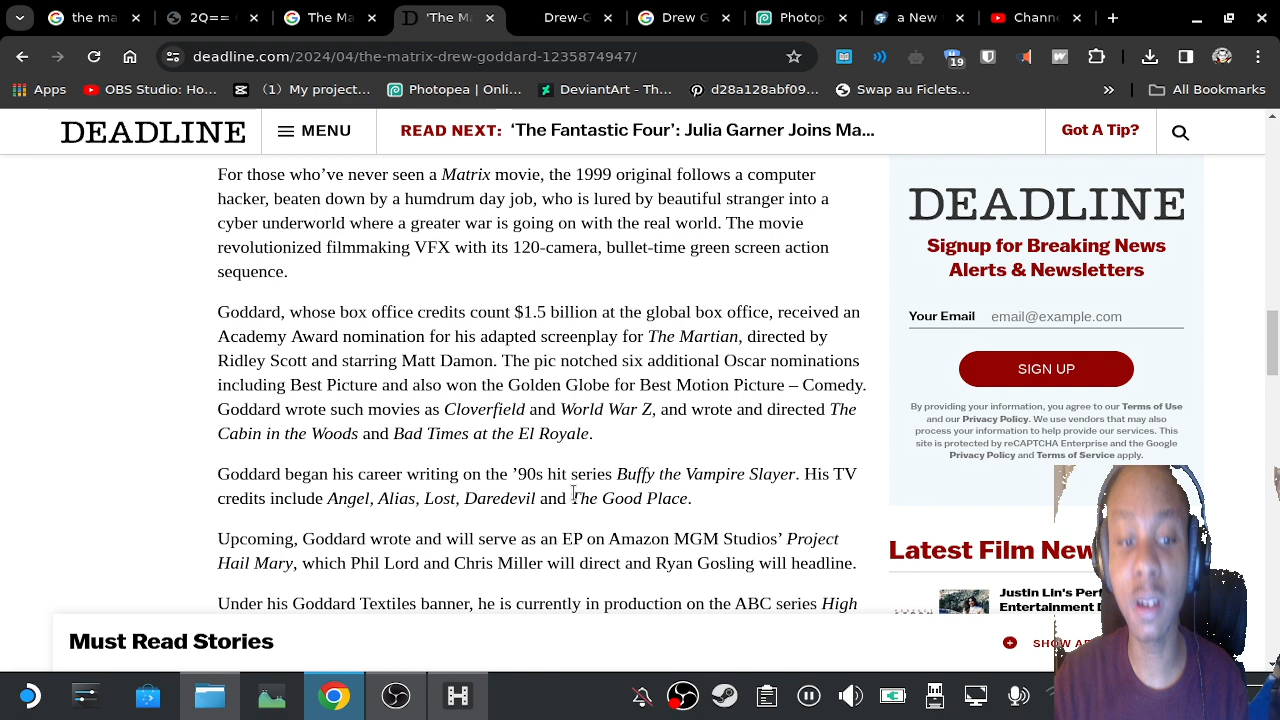 2Q==
The Ma
The Ma
Drew-G
Drew G
Photop
a New
Channe
deadline.com/2024/04/the-matrix-drew-goddard-1235874947/
19
Apps
OBS Studio Ho...
My projects -...
Photopea | Onli...
DeviantArt - Th...
d28a128abfb9...
Swap au Ficlets...
»
All Bookmarks
DEADLINE
MENU
READ NEXT: ‘The Fantastic Four’: Julia Garner Joins Ma...
Got A Tip?
For those who’ve never seen a Matrix movie, the 1999 original follows a computer
hacker, beaten down by a humdrum day job, who is lured by beautiful stranger into a
cyber underworld where a greater war is going on with the real world. The movie
revolutionized filmmaking VFX with its 120-camera, bullet-time green screen action
sequence.
Goddard, whose box office credits count $1.5 billion at the global box office, received an
Academy Award nomination for his adapted screenplay for The Martian, directed by
Ridley Scott and starring Matt Damon. The pic notched six additional Oscar nominations
including Best Picture and also won the Golden Globe for Best Motion Picture – Comedy.
Goddard wrote such movies as Cloverfield and World War Z, and wrote and directed The
Cabin in the Woods and Bad Times at the El Royale.
Goddard began his career writing on the ’90s hit series Buffy the Vampire Slayer. His TV
credits include Angel, Alias, Lost, Daredevil and The Good Place.
Upcoming, Goddard wrote and will serve as an EP on Amazon MGM Studios’ Project
Hail Mary, which Phil Lord and Chris Miller will direct and Ryan Gosling will headline.
Under his Goddard Textiles banner, he is currently in production on the ABC series High
DEADLINE
Signup for Breaking News
Alerts & Newsletters
Your Email email@example.com
SIGN UP
By providing your information, you agree to our Terms of Use
and our Privacy Policy. We use vendors that may also
process your information to help provide our services. This
site is protected by reCAPTCHA Enterprise and the Google
Privacy Policy and Terms of Service apply.
Latest Film New
Justin Lin's Perf
Entertainment D
Must Read Stories
SHOW A